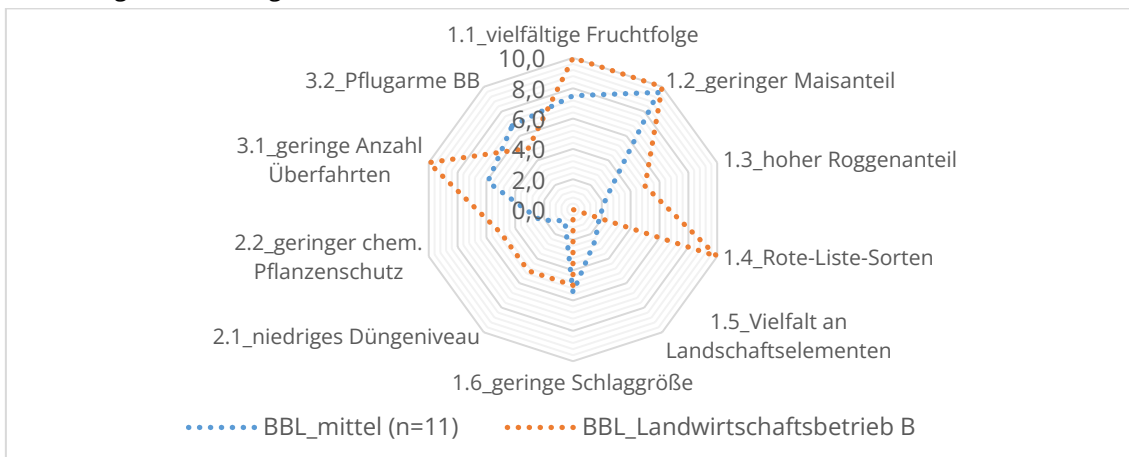 1.1_vielfältige Fruchtfolge
10,0
8,0
6,0
4,0
2,0
0,0
1.2_geringer Maisanteil
1.3_hoher Roggenanteil
1.4_Rote-Liste-Sorten
1.5_Vielfalt an
Landschaftselementen
1.6_geringe Schlaggröße
2.1_niedriges Düngeniveau
2.2_geringer chem.
Pflanzenschutz
3.1_geringe Anzahl
Überfahrten
3.2_Pflugarme BB
BBL_mittel (n=11)
BBL_Landwirtschaftsbetrieb B